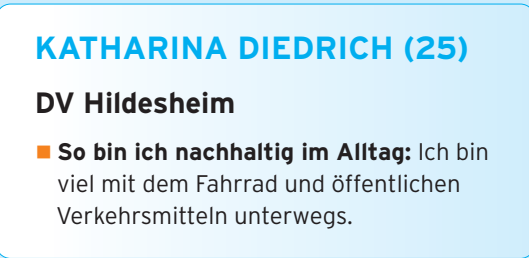 KATHARINA DIEDRICH (25)
DV Hildesheim
So bin ich nachhaltig im Alltag: Ich bin
viel mit dem Fahrrad und öffentlichen
Verkehrsmitteln unterwegs.